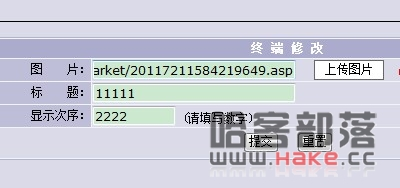 终 端 修 改
图 片: arket/20117211584219649.asp 上传图片
标 题: 11111
显示次序: 2222 (请填写数字)
提交 重置
哈客部落
www.Hake.cc